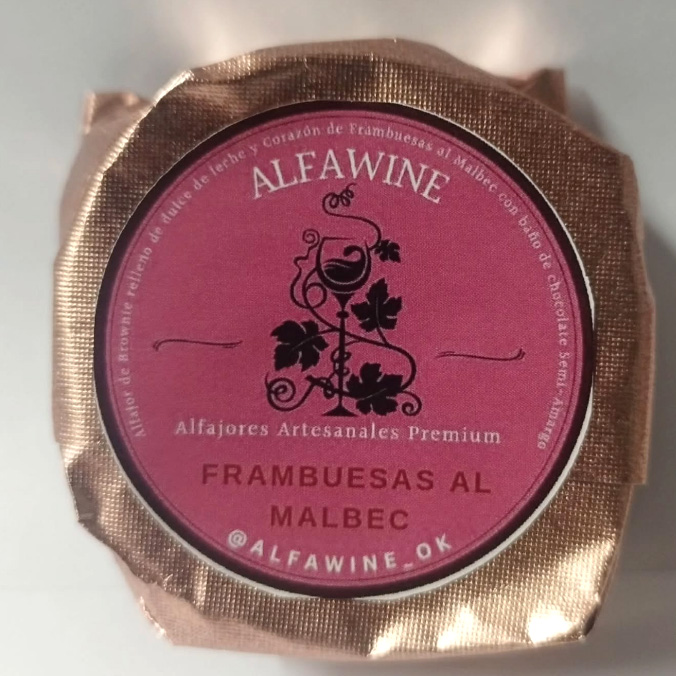 Alfajor de Brownie relleno de dulce de leche y Corazón de Frambuesas al Malbec con baño de chocolate Semi-Amargo
ALFAWINE
Alfajores Artesanales Premium
FRAMBUESAS AL
MALBEC
@ALFAWINE_OK